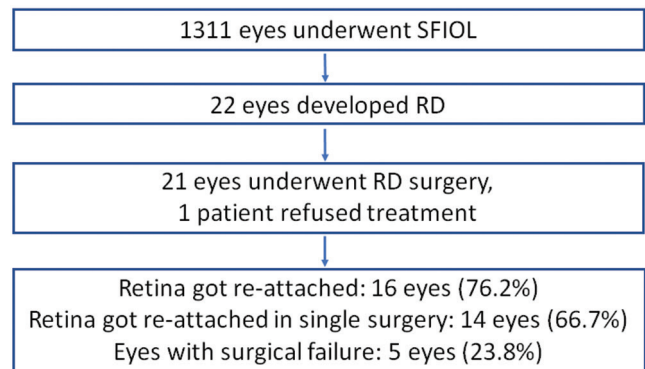 1311 eyes underwent SFIOL
22 eyes developed RD
21 eyes underwent RD surgery,
1 patient refused treatment
Retina got re-attached: 16 eyes (76.2%)
Retina got re-attached in single surgery: 14 eyes (66.7%)
Eyes with surgical failure: 5 eyes (23.8%)